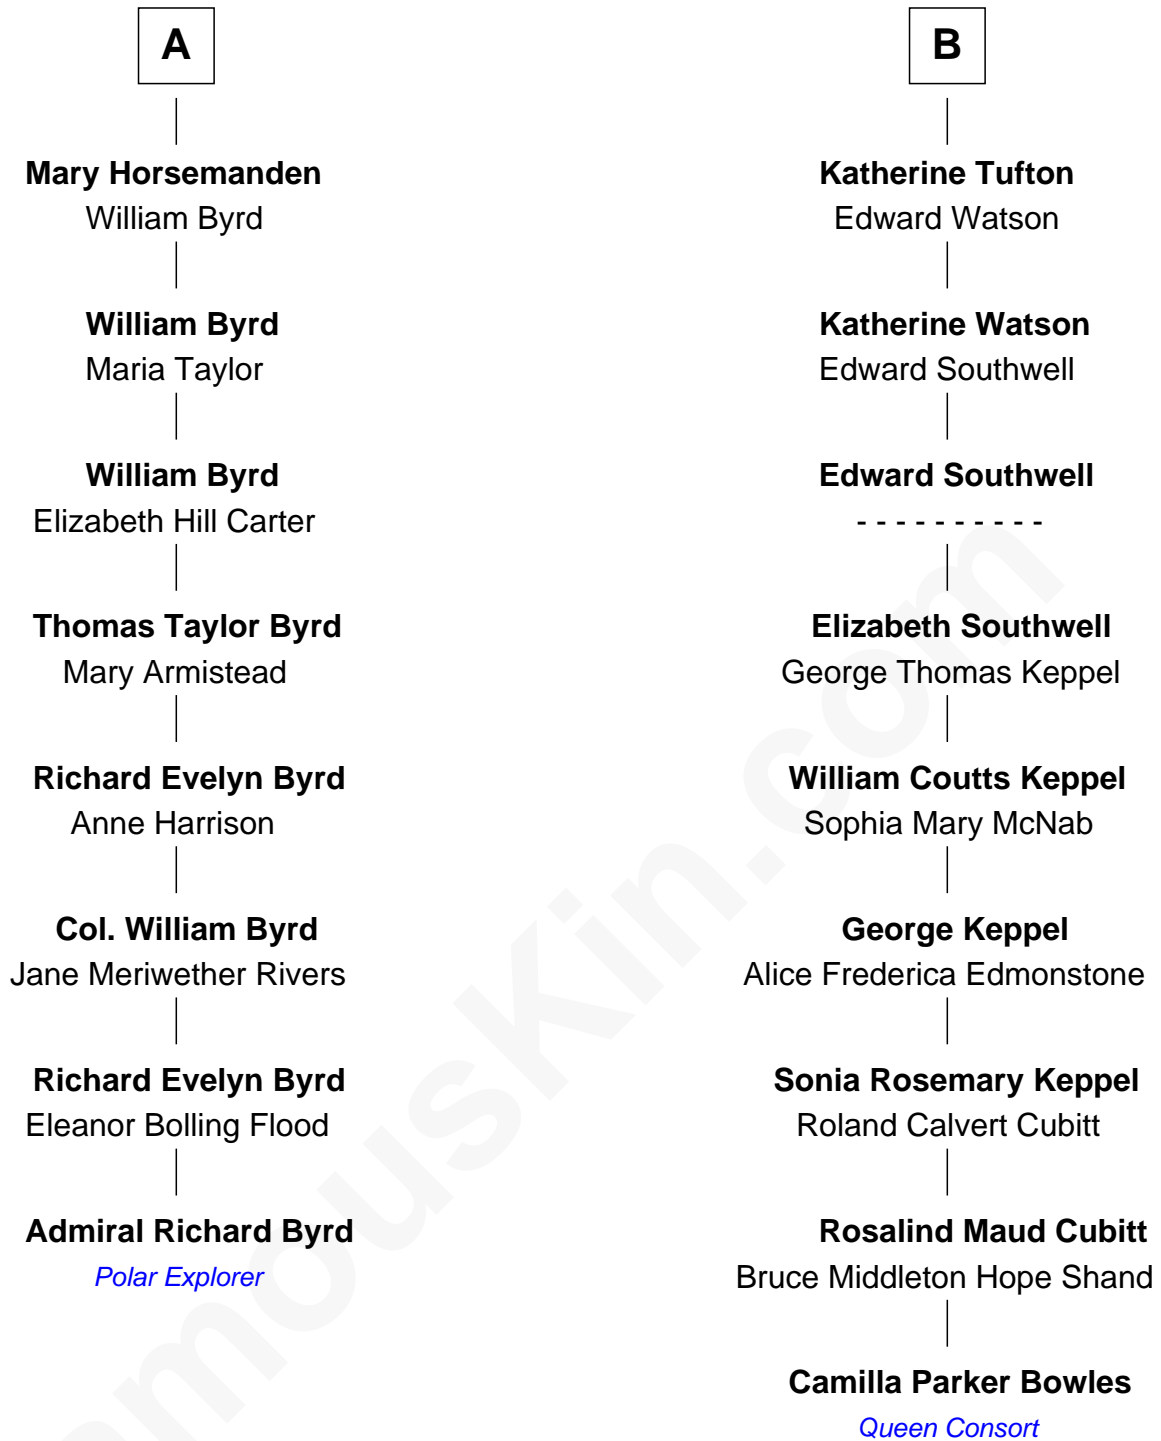 A
Mary Horsemanden
William Byrd
William Byrd
Maria Taylor
William Byrd
Elizabeth Hill Carter
Thomas Taylor Byrd
Mary Armistead
Richard Evelyn Byrd
Anne Harrison
Col. William Byrd
Jane Meriwether Rivers
Richard Evelyn Byrd
Eleanor Bolling Flood
Admiral Richard Byrd
Polar Explorer
B
Katherine Tufton
Edward Watson
Katherine Watson
Edward Southwell
Edward Southwell
- - - - - - - - - -
Elizabeth Southwell
George Thomas Keppel
William Coutts Keppel
Sophia Mary McNab
George Keppel
Alice Frederica Edmonstone
Sonia Rosemary Keppel
Roland Calvert Cubitt
Rosalind Maud Cubitt
Bruce Middleton Hope Shand
Camilla Parker Bowles
Queen Consort
amouskin.com